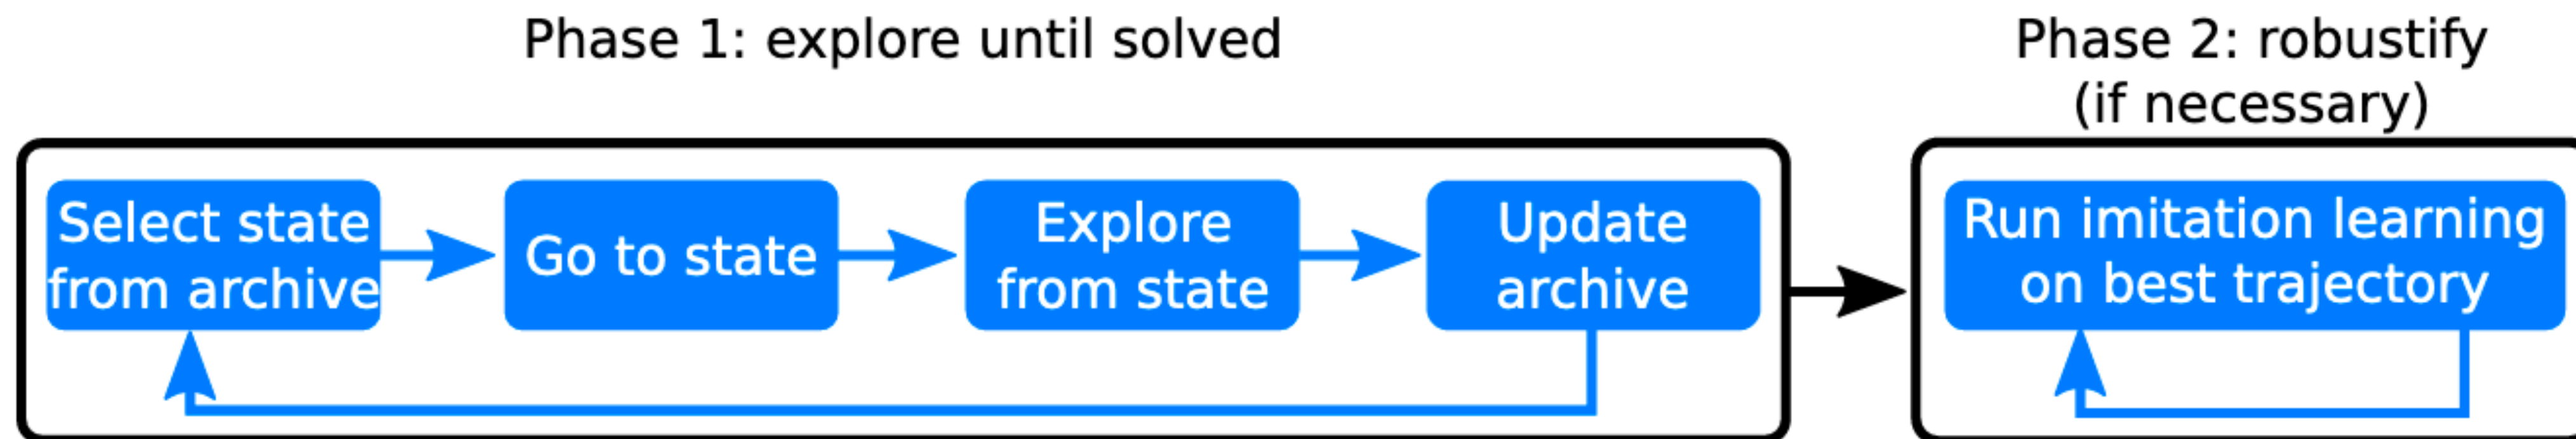 Phase 1: explore until solved
Select state
from archive
Go to state
Explore
from state
Update
archive
Phase 2: robustify
(if necessary)
Run imitation learning
on best trajectory